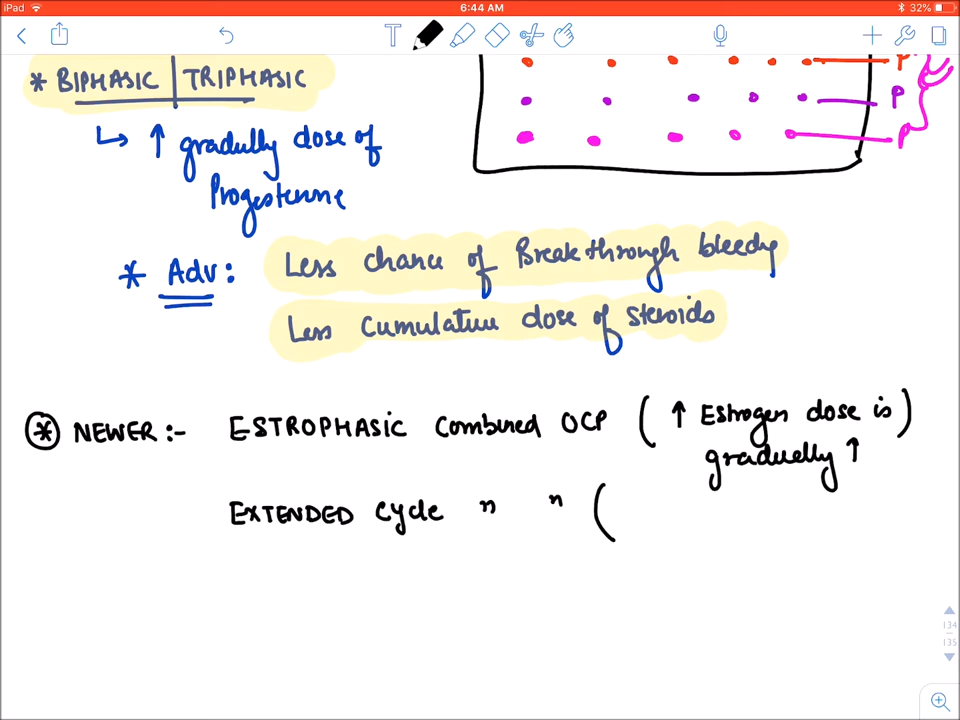 iPad 6:44 AM 32%
T
P
* BIPHASIC | TRIPHASIC
P
P
↳ ↑ gradully dose of
Progesterone
* Adv: Less chance of Breakthrough bleedy
Less Cumulative dose of steroids
* NEWER :- ESTROPHASIC Combined OCP ( ↑ Estrogen dose is )
graduelly ↑
EXTENDED Cycle " " (
134
135